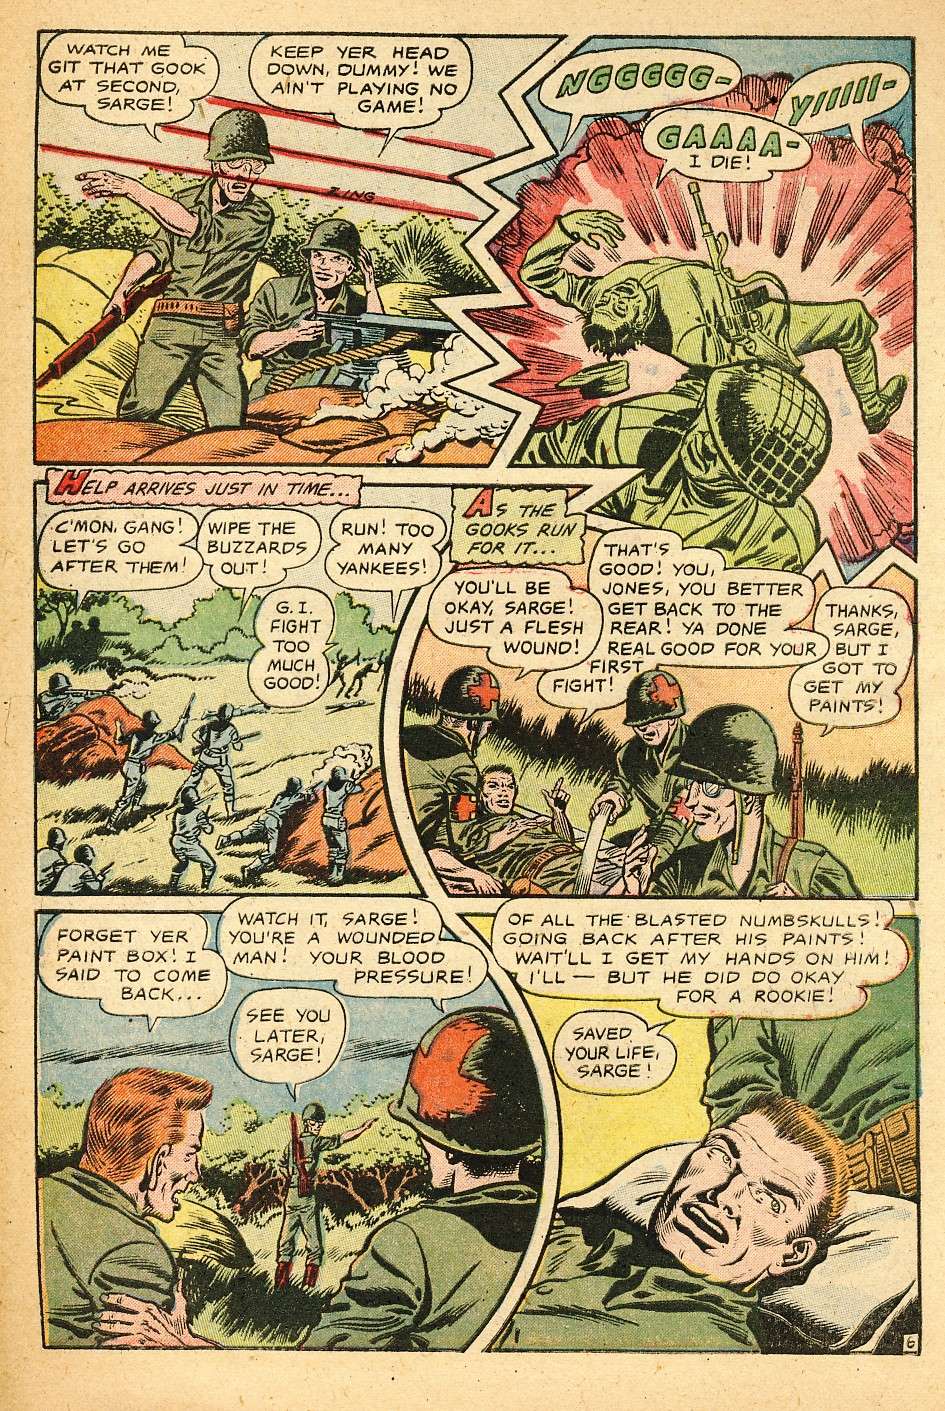 WATCH ME
GIT THAT GOOK
AT SECOND,
SARGE!
KEEP YER HEAD
DOWN, DUMMY! WE
AIN'T PLAYING NO
GAME!
ZING
NGGGGGG-
GAAAA-
I DIE!
YIIIII-
HELP ARRIVES JUST IN TIME...
C'MON, GANG!
LET'S GO
AFTER THEM!
WIPE THE
BUZZARDS
OUT!
RUN! TOO
MANY
YANKEES!
G.I.
FIGHT
TOO
MUCH
GOOD!
AS THE
GOOKS RUN
FOR IT...
YOU'LL BE
OKAY, SARGE!
JUST A FLESH
WOUND!
THAT'S
GOOD! YOU,
JONES, YOU BETTER
GET BACK TO THE
REAR! YA DONE
REAL GOOD FOR YOUR
FIRST
FIGHT!
THANKS,
SARGE,
BUT I
GOT TO
GET MY
PAINTS!
FORGET YER
PAINT BOX! I
SAID TO COME
BACK...
WATCH IT, SARGE!
YOU'RE A WOUNDED
MAN! YOUR BLOOD
PRESSURE!
SEE YOU
LATER,
SARGE!
OF ALL THE BLASTED NUMBSKULLS!
GOING BACK AFTER HIS PAINTS!
WAIT'LL I GET MY HANDS ON HIM!
I'LL — BUT HE DID DO OKAY
FOR A ROOKIE!
SAVED
YOUR LIFE,
SARGE!
6